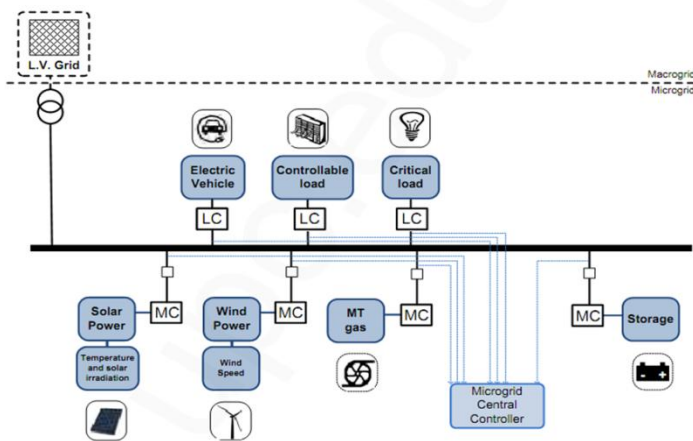 L.V. Grid
Macrogrid
Microgrid
Electric
Vehicle
Controllable
load
Critical
load
LC
LC
LC
Solar
Power
MC
Wind
Power
MC
MT
gas
MC
MC
Storage
Temperature
and solar
irradiation
Wind
Speed
Microgrid
Central
Controller